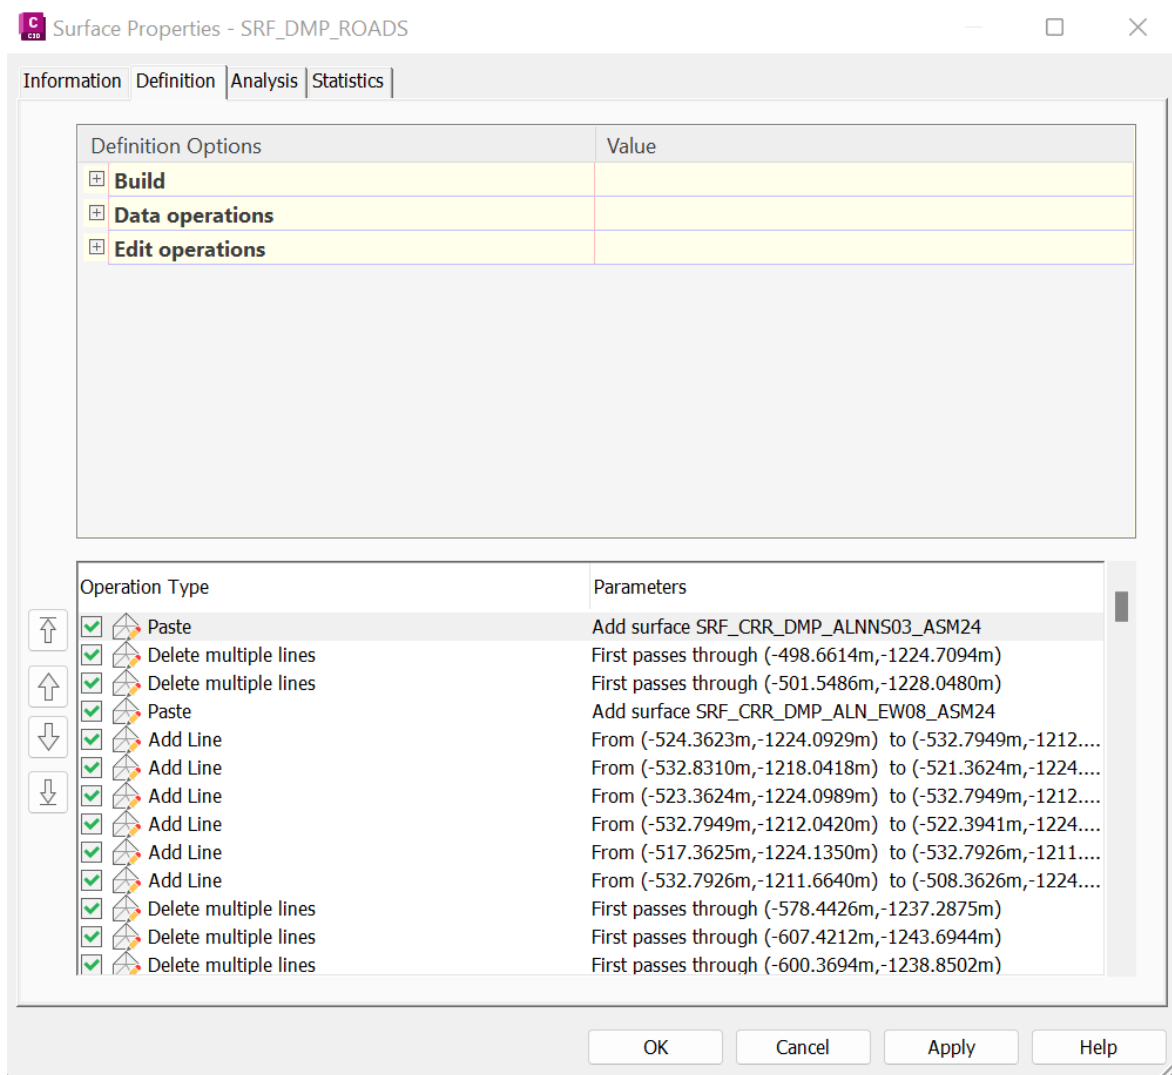 C
C3D
Surface Properties - SRF_DMP_ROADS
Information Definition Analysis Statistics
Definition Options Value
Build
Data operations
Edit operations
Operation Type Parameters
Paste Add surface SRF_CRR_DMP_ALNNS03_ASM24
Delete multiple lines First passes through (-498.6614m,-1224.7094m)
Delete multiple lines First passes through (-501.5486m,-1228.0480m)
Paste Add surface SRF_CRR_DMP_ALN_EW08_ASM24
Add Line From (-524.3623m,-1224.0929m) to (-532.7949m,-1212....
Add Line From (-532.8310m,-1218.0418m) to (-521.3624m,-1224....
Add Line From (-523.3624m,-1224.0989m) to (-532.7949m,-1212....
Add Line From (-532.7949m,-1212.0420m) to (-522.3941m,-1224....
Add Line From (-517.3625m,-1224.1350m) to (-532.7926m,-1211....
Add Line From (-532.7926m,-1211.6640m) to (-508.3626m,-1224....
Delete multiple lines First passes through (-578.4426m,-1237.2875m)
Delete multiple lines First passes through (-607.4212m,-1243.6944m)
Delete multiple lines First passes through (-600.3694m,-1238.8502m)
OK Cancel Apply Help